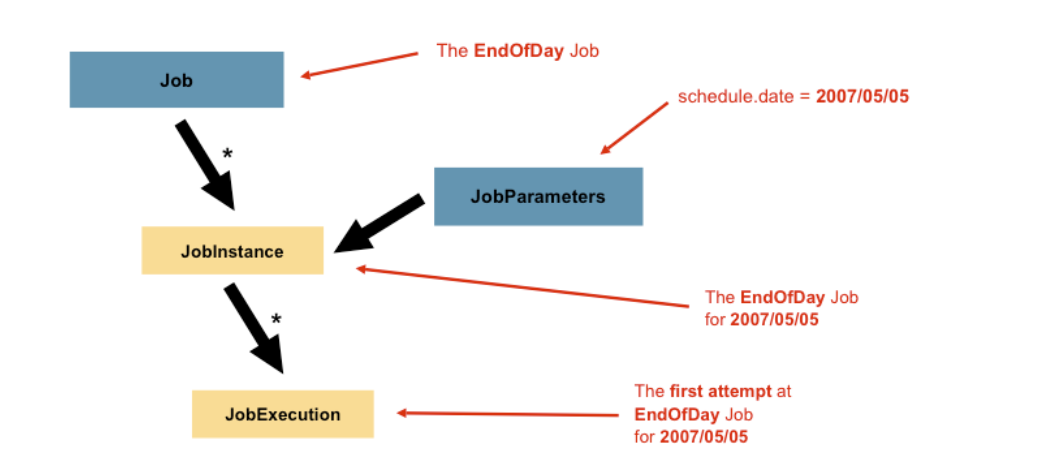 The EndOfDay Job
Job
schedule.date = 2007/05/05
*
JobParameters
JobInstance
The EndOfDay Job
for 2007/05/05
*
The first attempt at
EndOfDay Job
for 2007/05/05
JobExecution